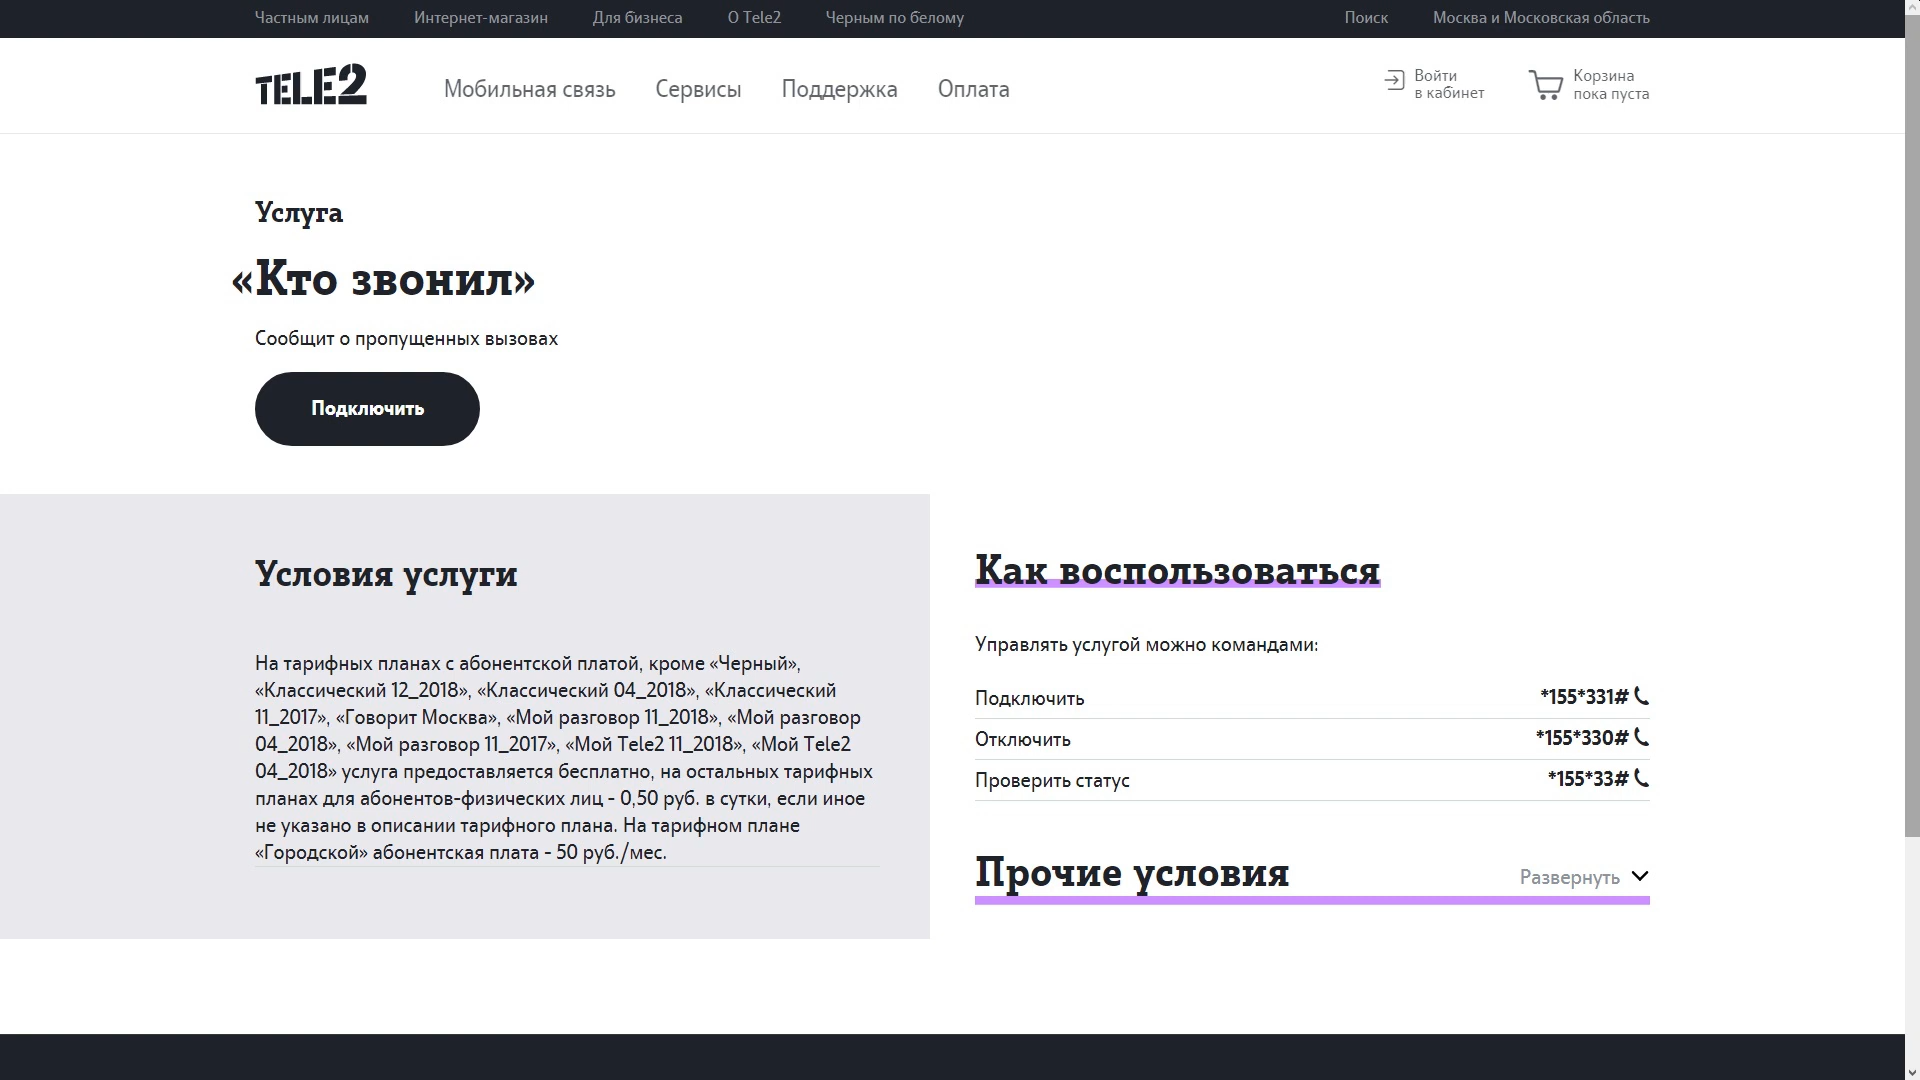 Частным лицам Интернет-магазин Для бизнеса О Tele2 Черным по белому Поиск Москва и Московская область
TELE2 Мобильная связь Сервисы Поддержка Оплата
Войти
в кабинет
Корзина
пока пуста
Услуга
«Кто звонил»
Сообщит о пропущенных вызовах
Подключить
Условия услуги
На тарифных планах с абонентской платой, кроме «Черный»,
«Классический 12_2018», «Классический 04_2018», «Классический
11_2017», «Говорит Москва», «Мой разговор 11_2018», «Мой разговор
04_2018», «Мой разговор 11_2017», «Мой Tele2 11_2018», «Мой Tele2
04_2018» услуга предоставляется бесплатно, на остальных тарифных
планах для абонентов-физических лиц - 0,50 руб. в сутки, если иное
не указано в описании тарифного плана. На тарифном плане
«Городской» абонентская плата - 50 руб./мес.
Как воспользоваться
Управлять услугой можно командами:
Подключить *155*331#
Отключить *155*330#
Проверить статус *155*33#
Прочие условия Развернуть